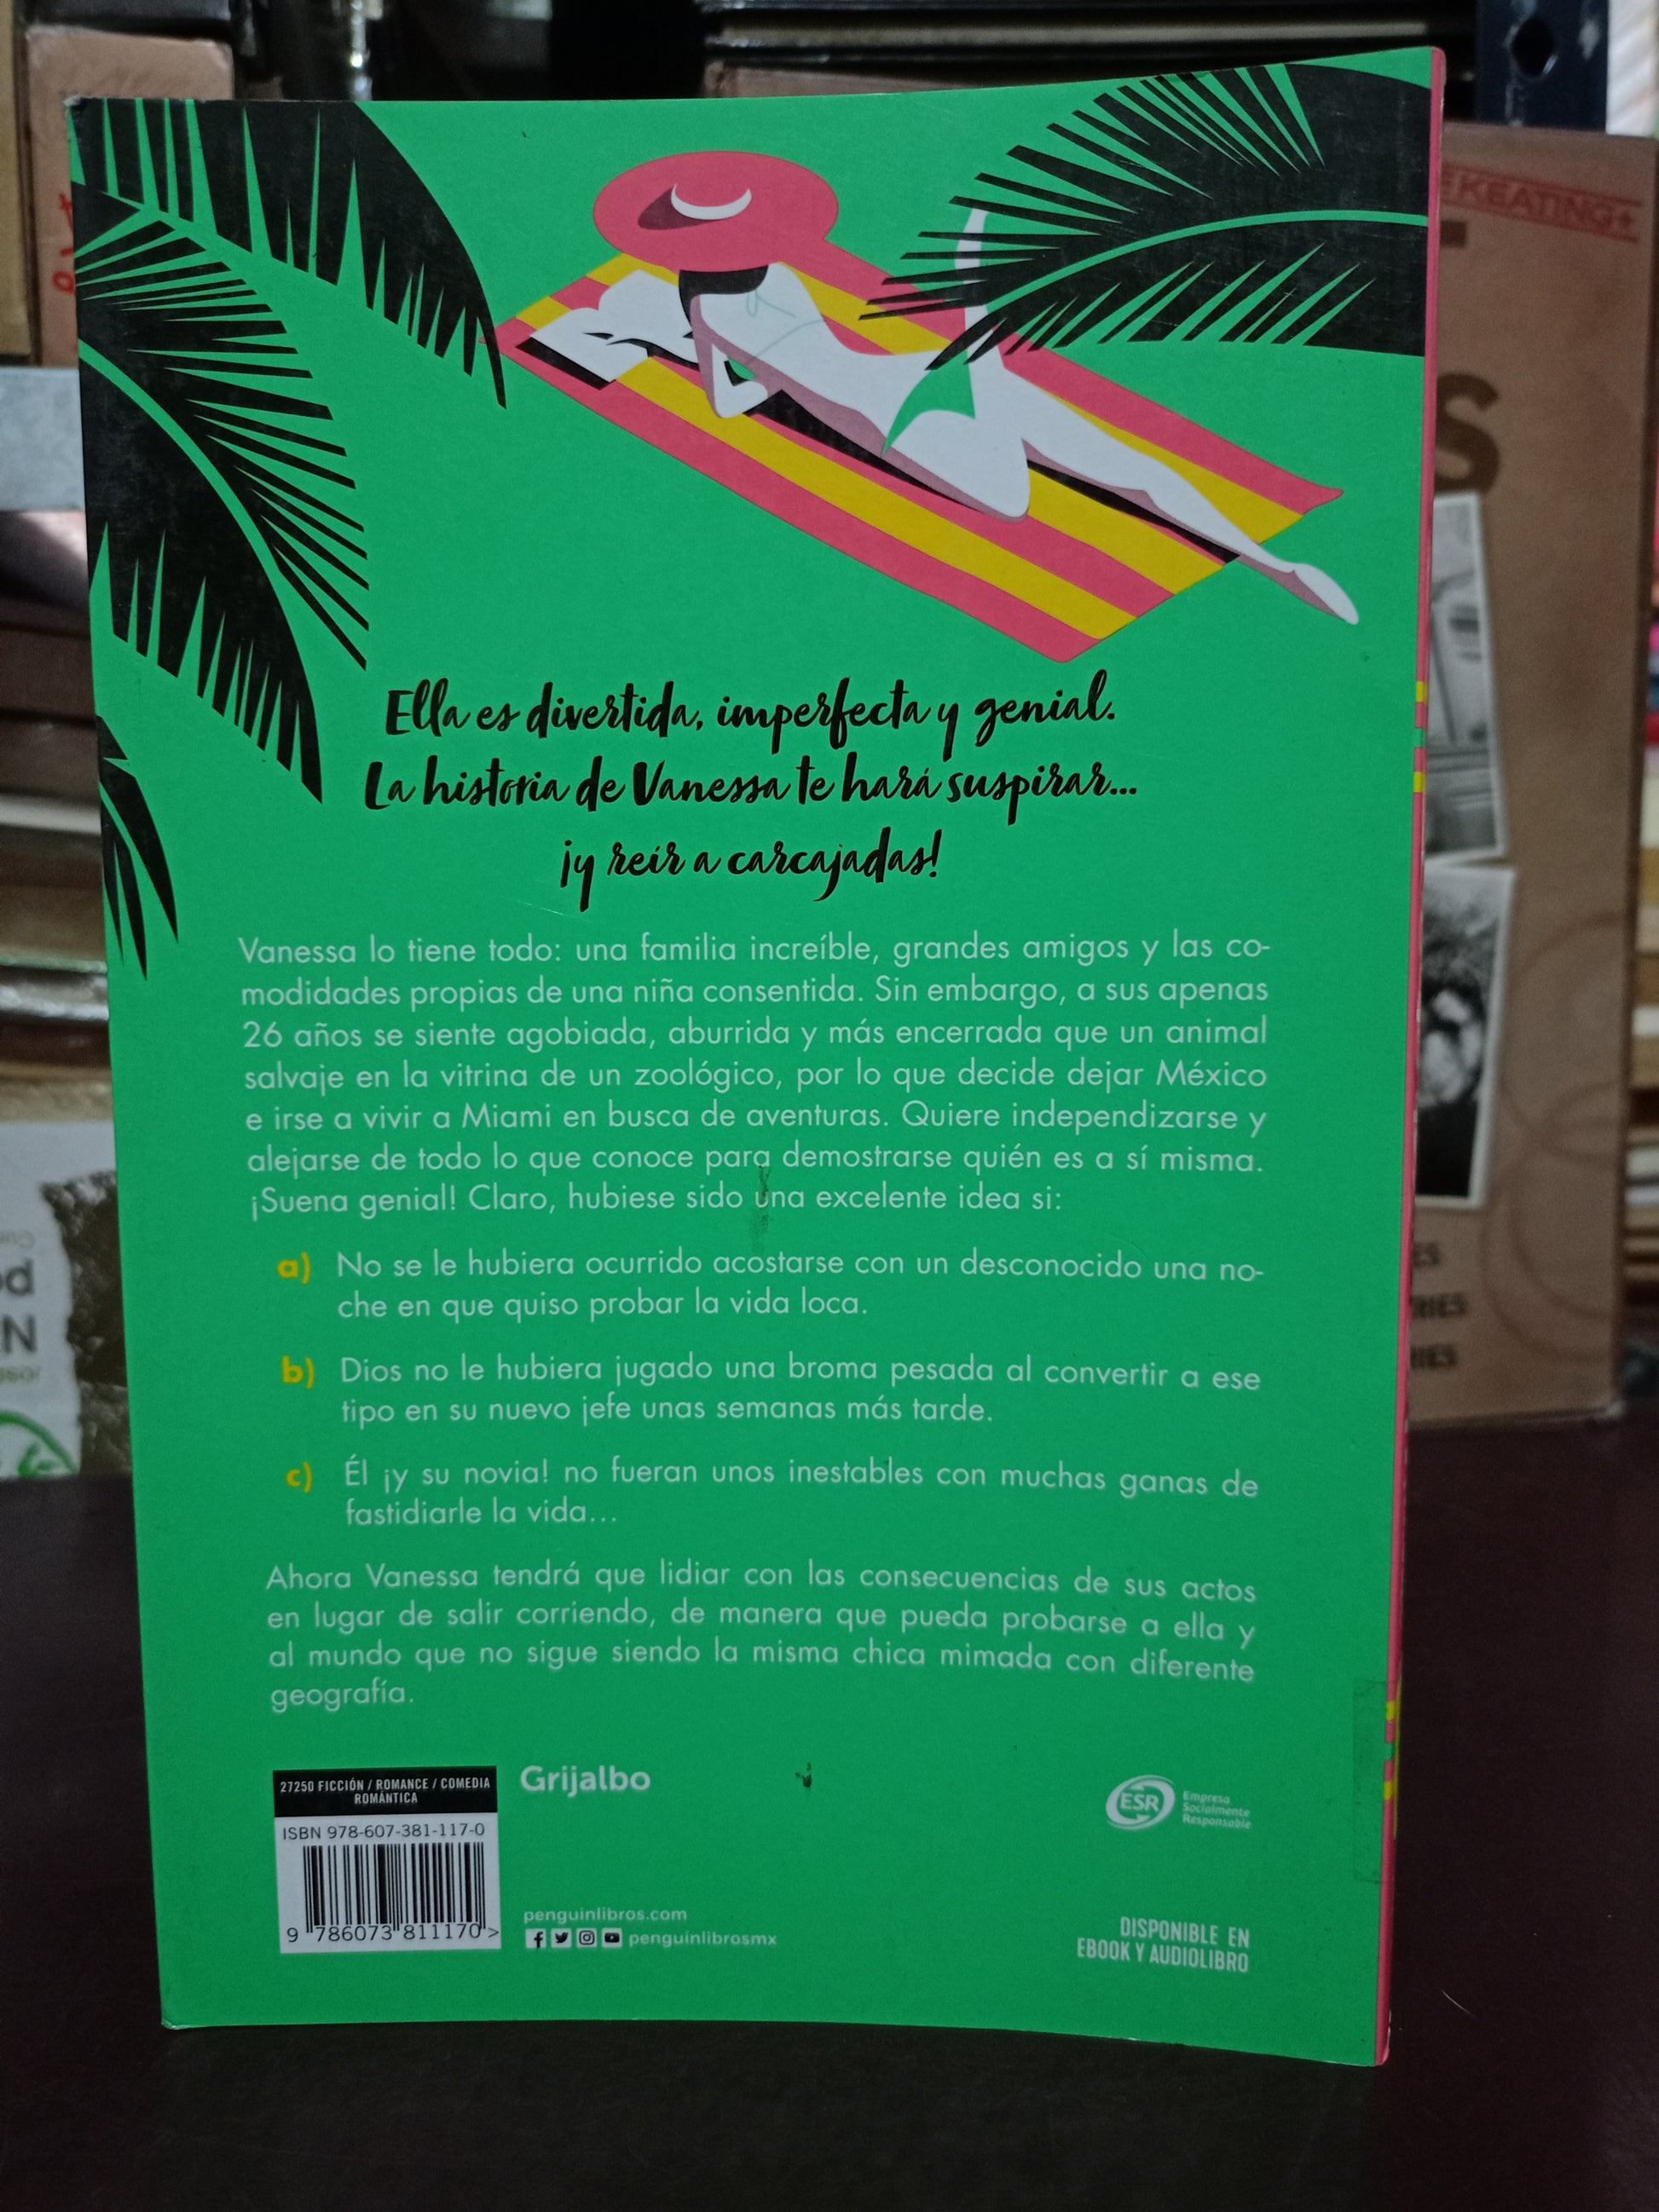 Ella es divertida, imperfecta y genial.
La historia de Vanessa te hará suspirar...
¡y reír a carcajadas!
Vanessa lo tiene todo: una familia increíble, grandes amigos y las co-
modidades propias de una niña consentida. Sin embargo, a sus apenas
26 años se siente agobiada, aburrida y más encerrada que un animal
salvaje en la vitrina de un zoológico, por lo que decide dejar México
e irse a vivir a Miami en busca de aventuras. Quiere independizarse y
alejarse de todo lo que conoce para demostrarse quién es a sí misma.
¡Suena genial! Claro, hubiese sido una excelente idea si:
a) No se le hubiera ocurrido acostarse con un desconocido una no-
che en que quiso probar la vida loca.
b) Dios no le hubiera jugado una broma pesada al convertir a ese
tipo en su nuevo jefe unas semanas más tarde.
c) Él ¡y su novia! no fueran unos inestables con muchas ganas de
fastidiarle la vida...
Ahora Vanessa tendrá que lidiar con las consecuencias de sus actos
en lugar de salir corriendo, de manera que pueda probarse a ella y
al mundo que no sigue siendo la misma chica mimada con diferente
geografía.
27250 FICCIÓN / ROMANCE / COMEDIA
ROMÁNTICA
ISBN 978-607-381-117-0
9 786073 811170 >
Grijalbo
penguinlibros.com
penguinlibrosmx
ESR
Empresa
Socialmente
Responsable
DISPONIBLE EN
EBOOK Y AUDIOLIBRO
KEATING+